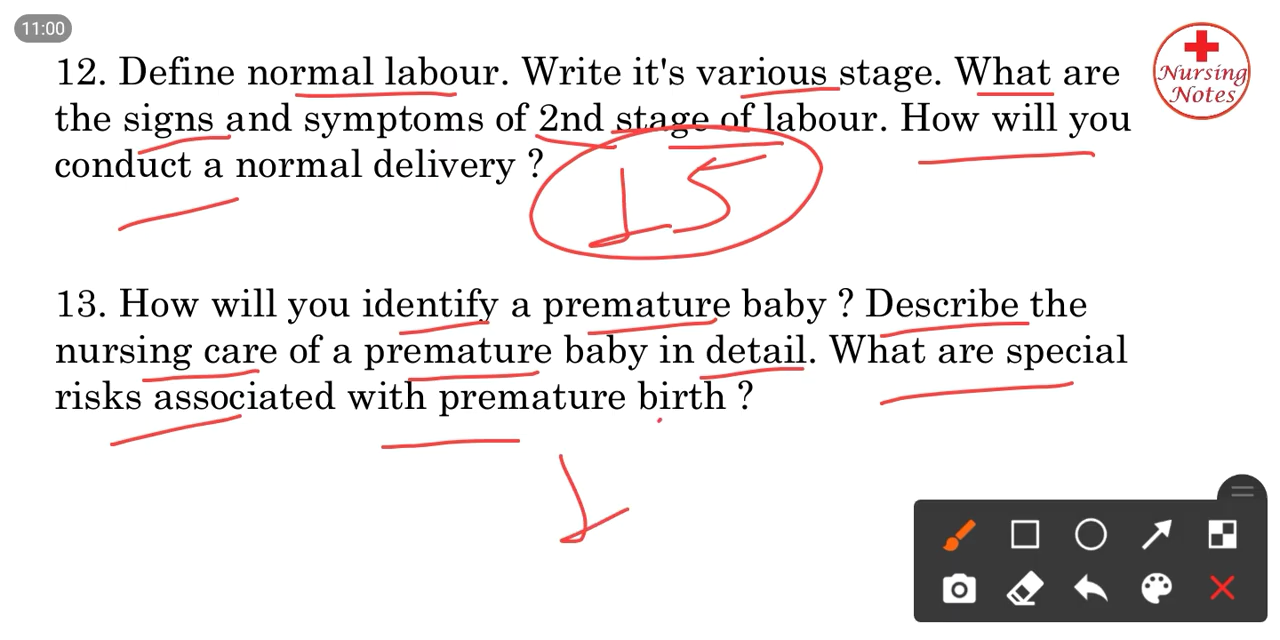 11:00
12. Define normal labour. Write it's various stage. What are
the signs and symptoms of 2nd stage of labour. How will you
conduct a normal delivery ?
15
13. How will you identify a premature baby ? Describe the
nursing care of a premature baby in detail. What are special
risks associated with premature birth ?
1
Nursing
Notes